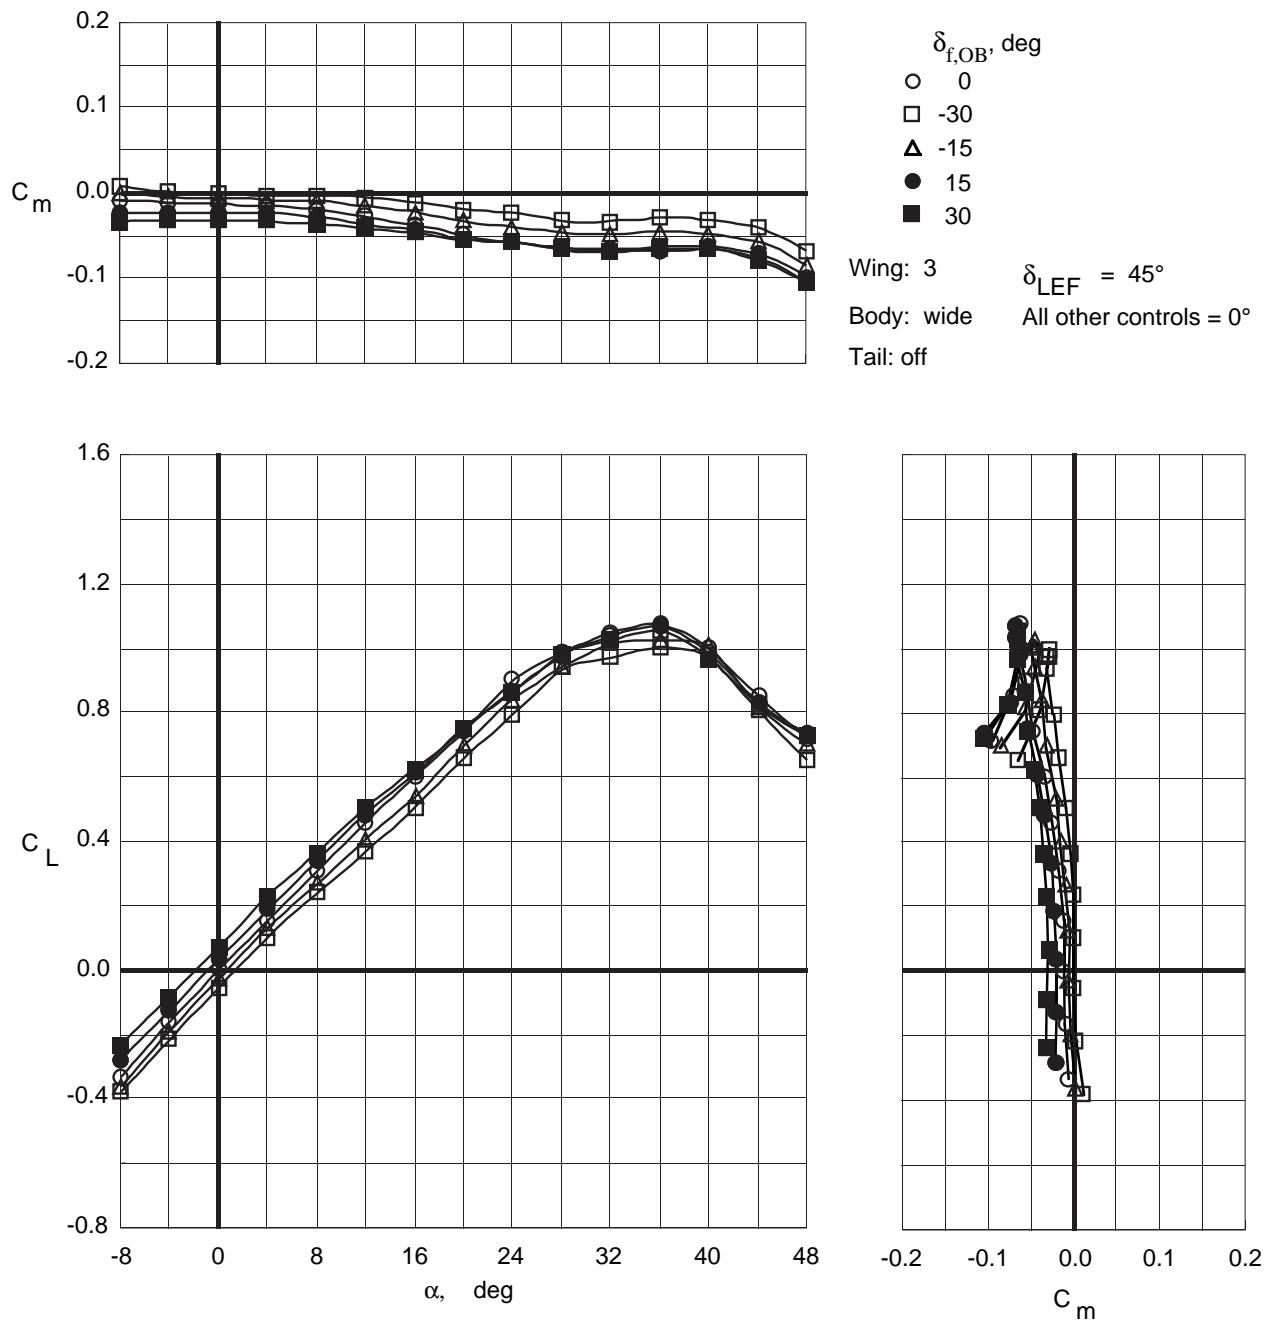 0.2
0.1
0.0
-0.1
-0.2
C m
δf,OB, deg
0
-30
-15
15
30
Wing: 3
δLEF = 45°
Body: wide
All other controls = 0°
Tail: off
1.6
1.2
0.8
0.4
0.0
-0.4
-0.8
C L
-8 0 8 16 24 32 40 48
α, deg
-0.2 -0.1 0.0 0.1 0.2
C m